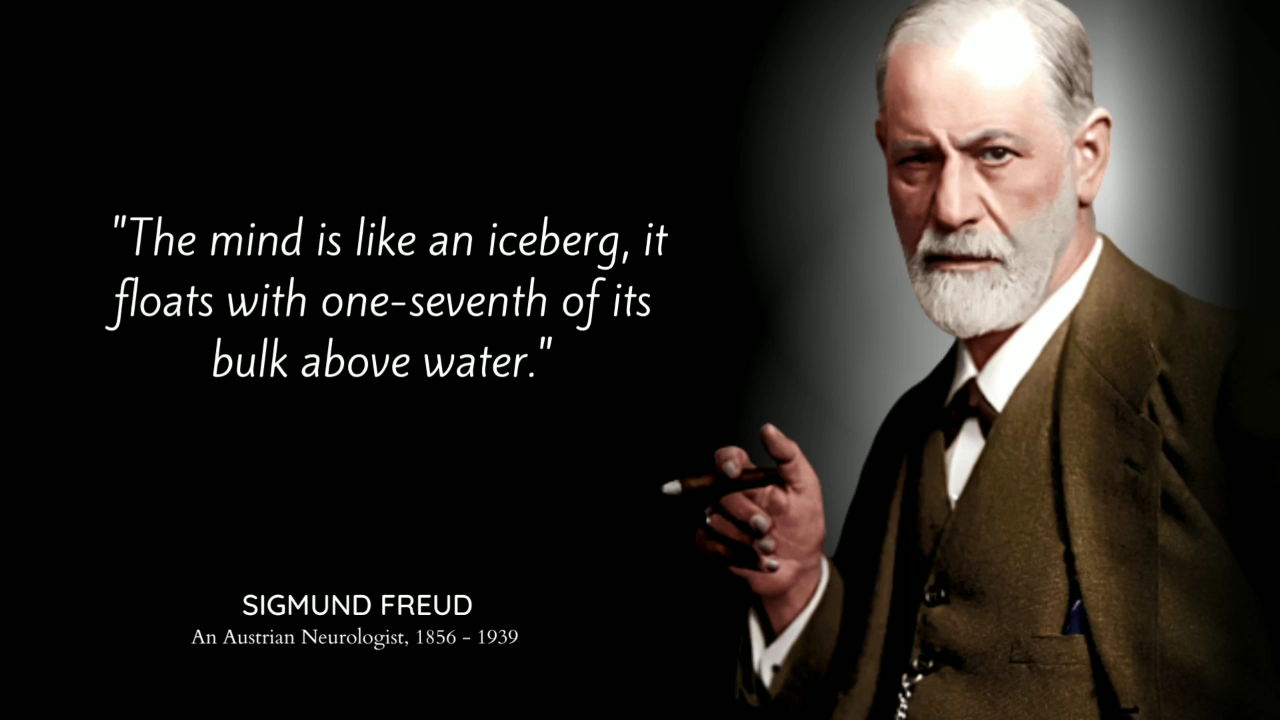 "The mind is like an iceberg, it
floats with one-seventh of its
bulk above water."
SIGMUND FREUD
An Austrian Neurologist, 1856 - 1939